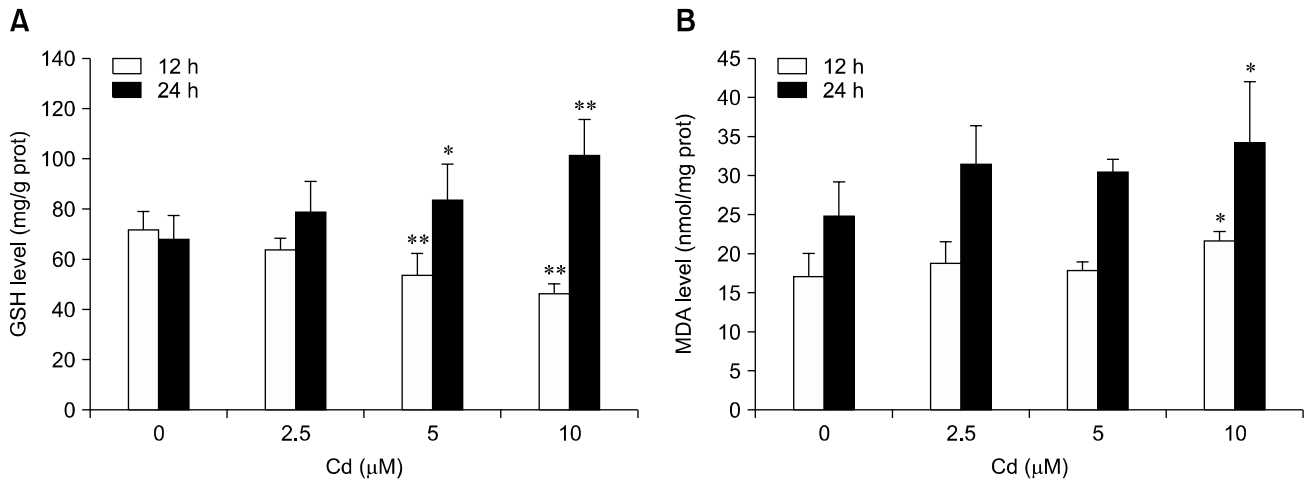 A
GSH level (mg/g prot)
140
120
100
80
60
40
20
0
12 h
24 h
**
**
*
**
0 2.5 5 10
Cd (μM)
B
MDA level (nmol/mg prot)
45
40
35
30
25
20
15
10
5
0
12 h
24 h
*
*
0 2.5 5 10
Cd (μM)